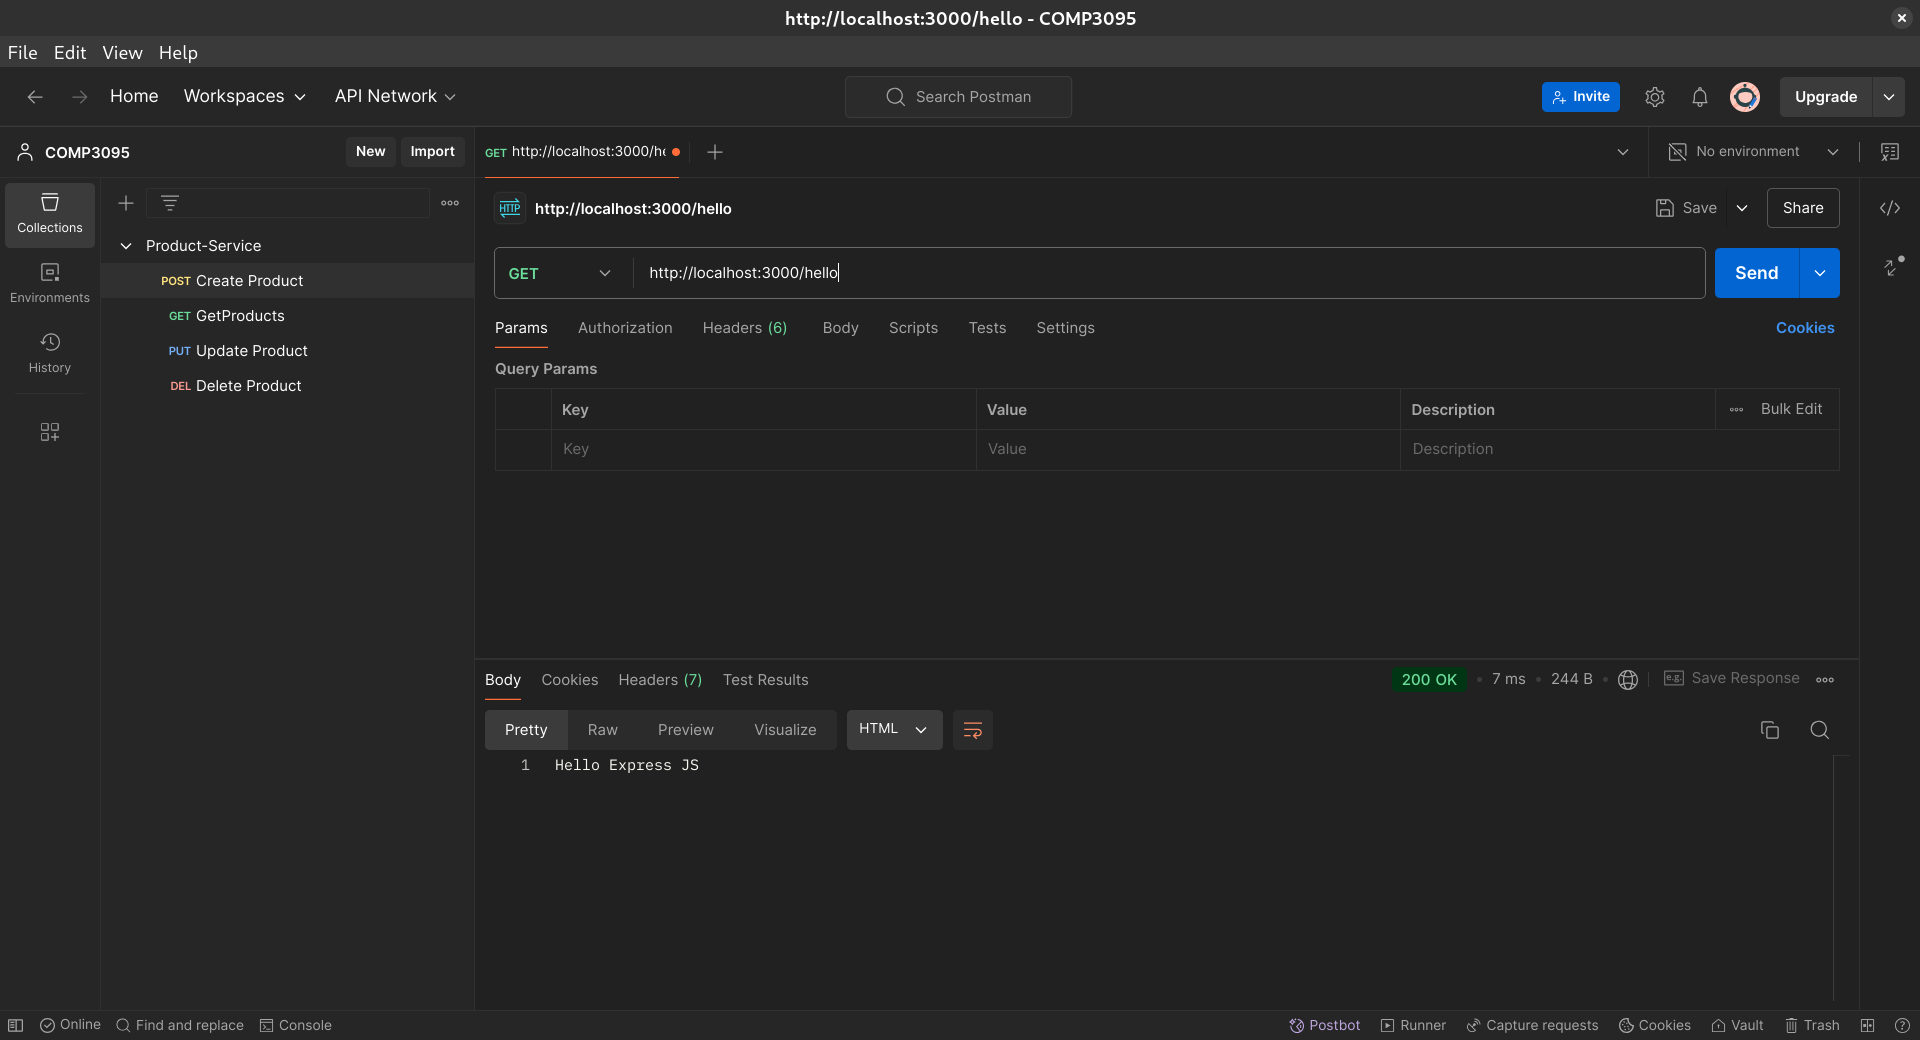 http://localhost:3000/hello - COMP3095
File Edit View Help
Home Workspaces API Network Search Postman Invite Upgrade
COMP3095 New Import GET http://localhost:3000/he No environment
Collections
Environments
History
Product-Service
POST Create Product
GET GetProducts
PUT Update Product
DEL Delete Product
HTTP http://localhost:3000/hello Save Share
GET http://localhost:3000/hello Send
Params Authorization Headers (6) Body Scripts Tests Settings Cookies
Query Params
Key Value Description Bulk Edit
Key Value Description
Body Cookies Headers (7) Test Results 200 OK 7 ms 244 B e.g. Save Response
Pretty Raw Preview Visualize HTML
1 Hello Express JS
Online Find and replace Console Postbot Runner Capture requests Cookies Vault Trash